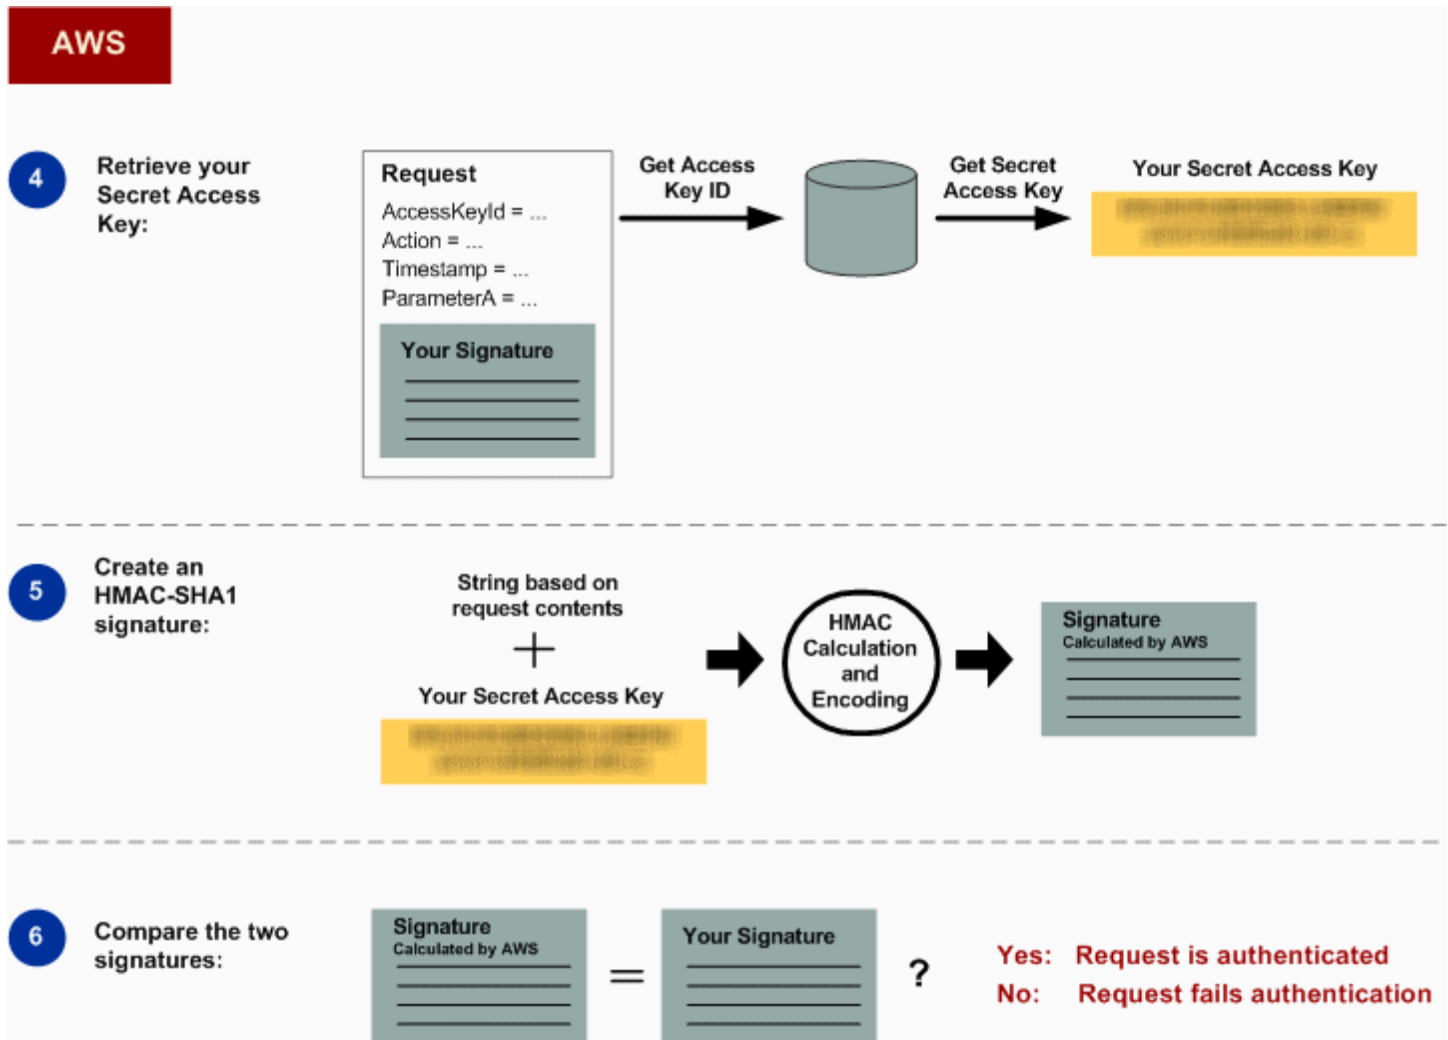 AWS
4
Retrieve your
Secret Access
Key:
Request
AccessKeyId = ...
Action = ...
Timestamp = ...
ParameterA = ...
Your Signature
Get Access
Key ID
Get Secret
Access Key
Your Secret Access Key
5
Create an
HMAC-SHA1
signature:
String based on
request contents
+
Your Secret Access Key
HMAC
Calculation
and
Encoding
Signature
Calculated by AWS
6
Compare the two
signatures:
Signature
Calculated by AWS
=
Your Signature
?
Yes: Request is authenticated
No: Request fails authentication